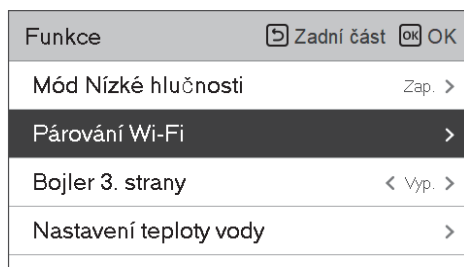 Funkce Zadní část OK OK
Mód Nízké hlučnosti Zap. >
Párování Wi-Fi >
Bojler 3. strany < Vyp. >
Nastavení teploty vody >